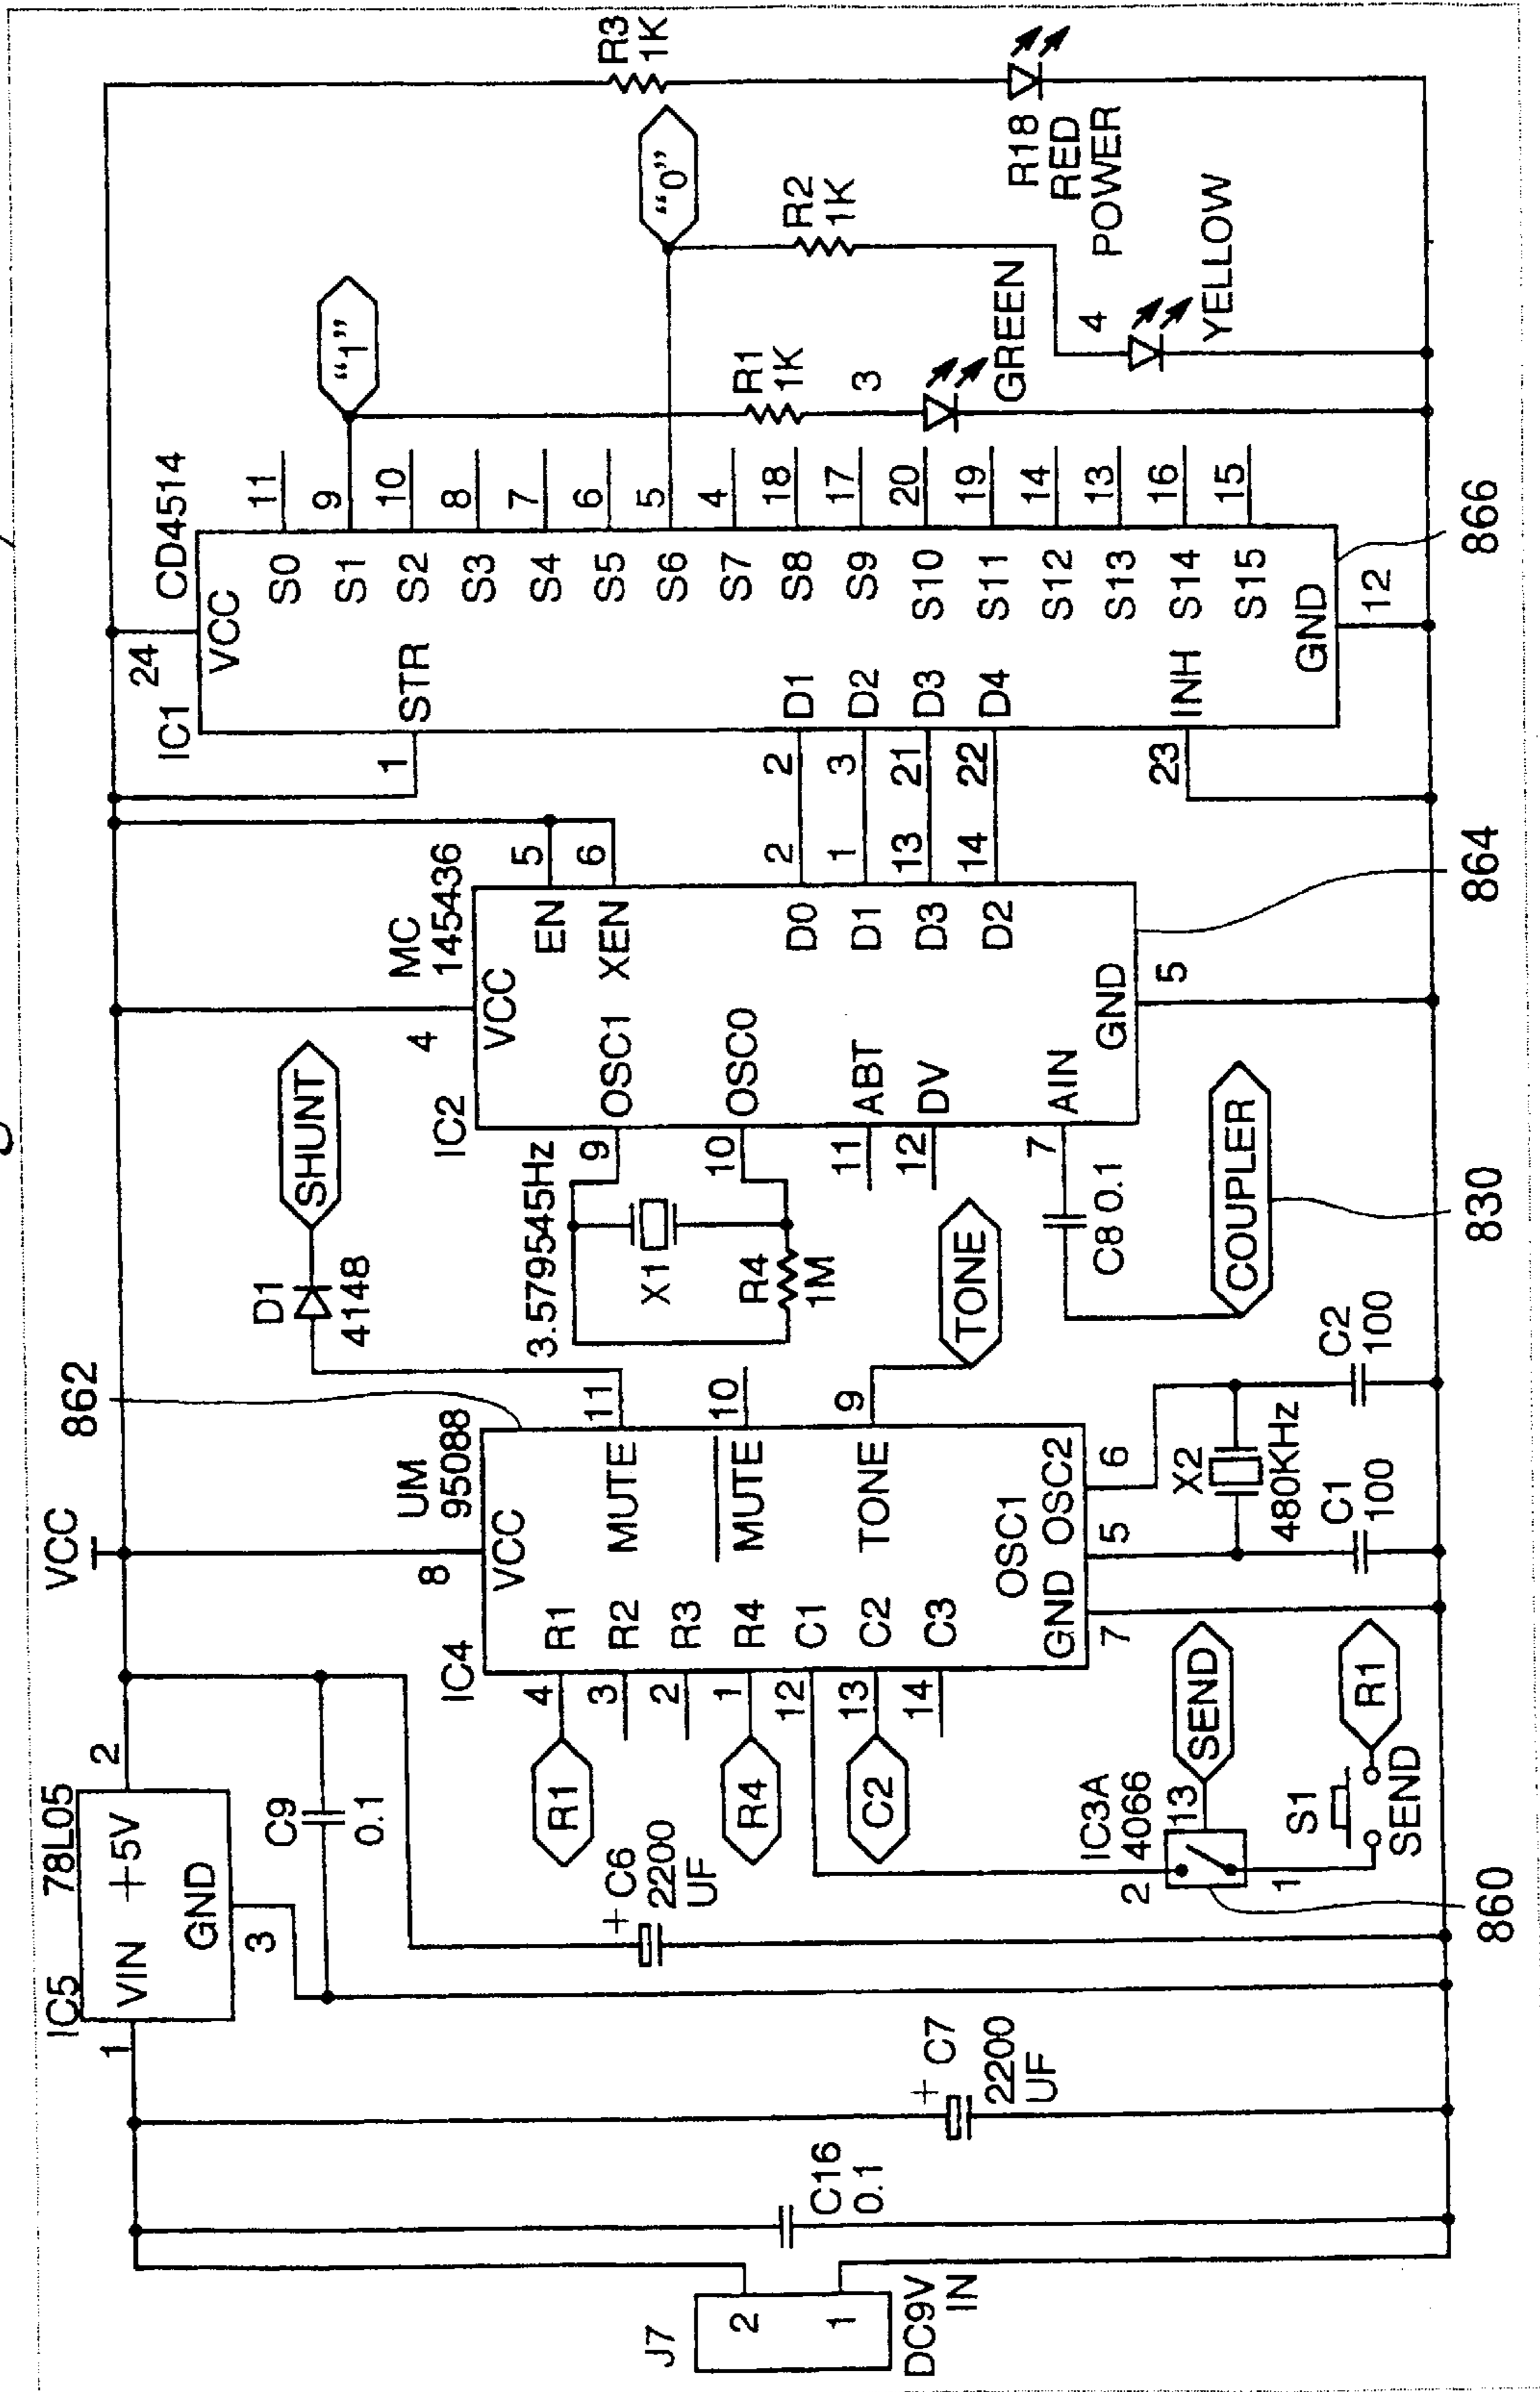 J7
2
1
DC9V
IN
C16
0.1
+ C7
2200
UF
IC5 78L05
1
VIN +5V
2
GND
3
C9
0.1
+ C6
2200
UF
VCC
862
IC4
UM
95088
8
VCC
R1
4
R1
3
R2
2
R3
R4
1
R4
12
C1
C2
13
C2
14
C3
MUTE
11
MUTE
10
TONE
9
TONE
OSC1
GND OSC2
7
5
6
X2
480KHz
C1
100
C2
100
IC3A
4066
13
SEND
2
1
S1
SEND
R1
860
D1
4148
SHUNT
3.579545Hz
X1
R4
1M
C8 0.1
COUPLER
830
IC2
MC
145436
4
VCC
9
OSC1
10
OSC0
11
ABT
12
DV
7
AIN
GND
5
EN
5
XEN
6
D0
2
D1
1
D3
13
D2
14
864
IC1
CD4514
24
VCC
1
STR
2
D1
3
D2
21
D3
22
D4
23
INH
GND
12
S0
11
S1
9
S2
10
S3
8
S4
7
S5
6
S6
5
S7
4
S8
18
S9
17
S10
20
S11
19
S12
14
S13
13
S14
16
S15
15
866
“1”
“0”
R1
1K
3
GREEN
R2
1K
4
YELLOW
R3
1K
R18
RED
POWER